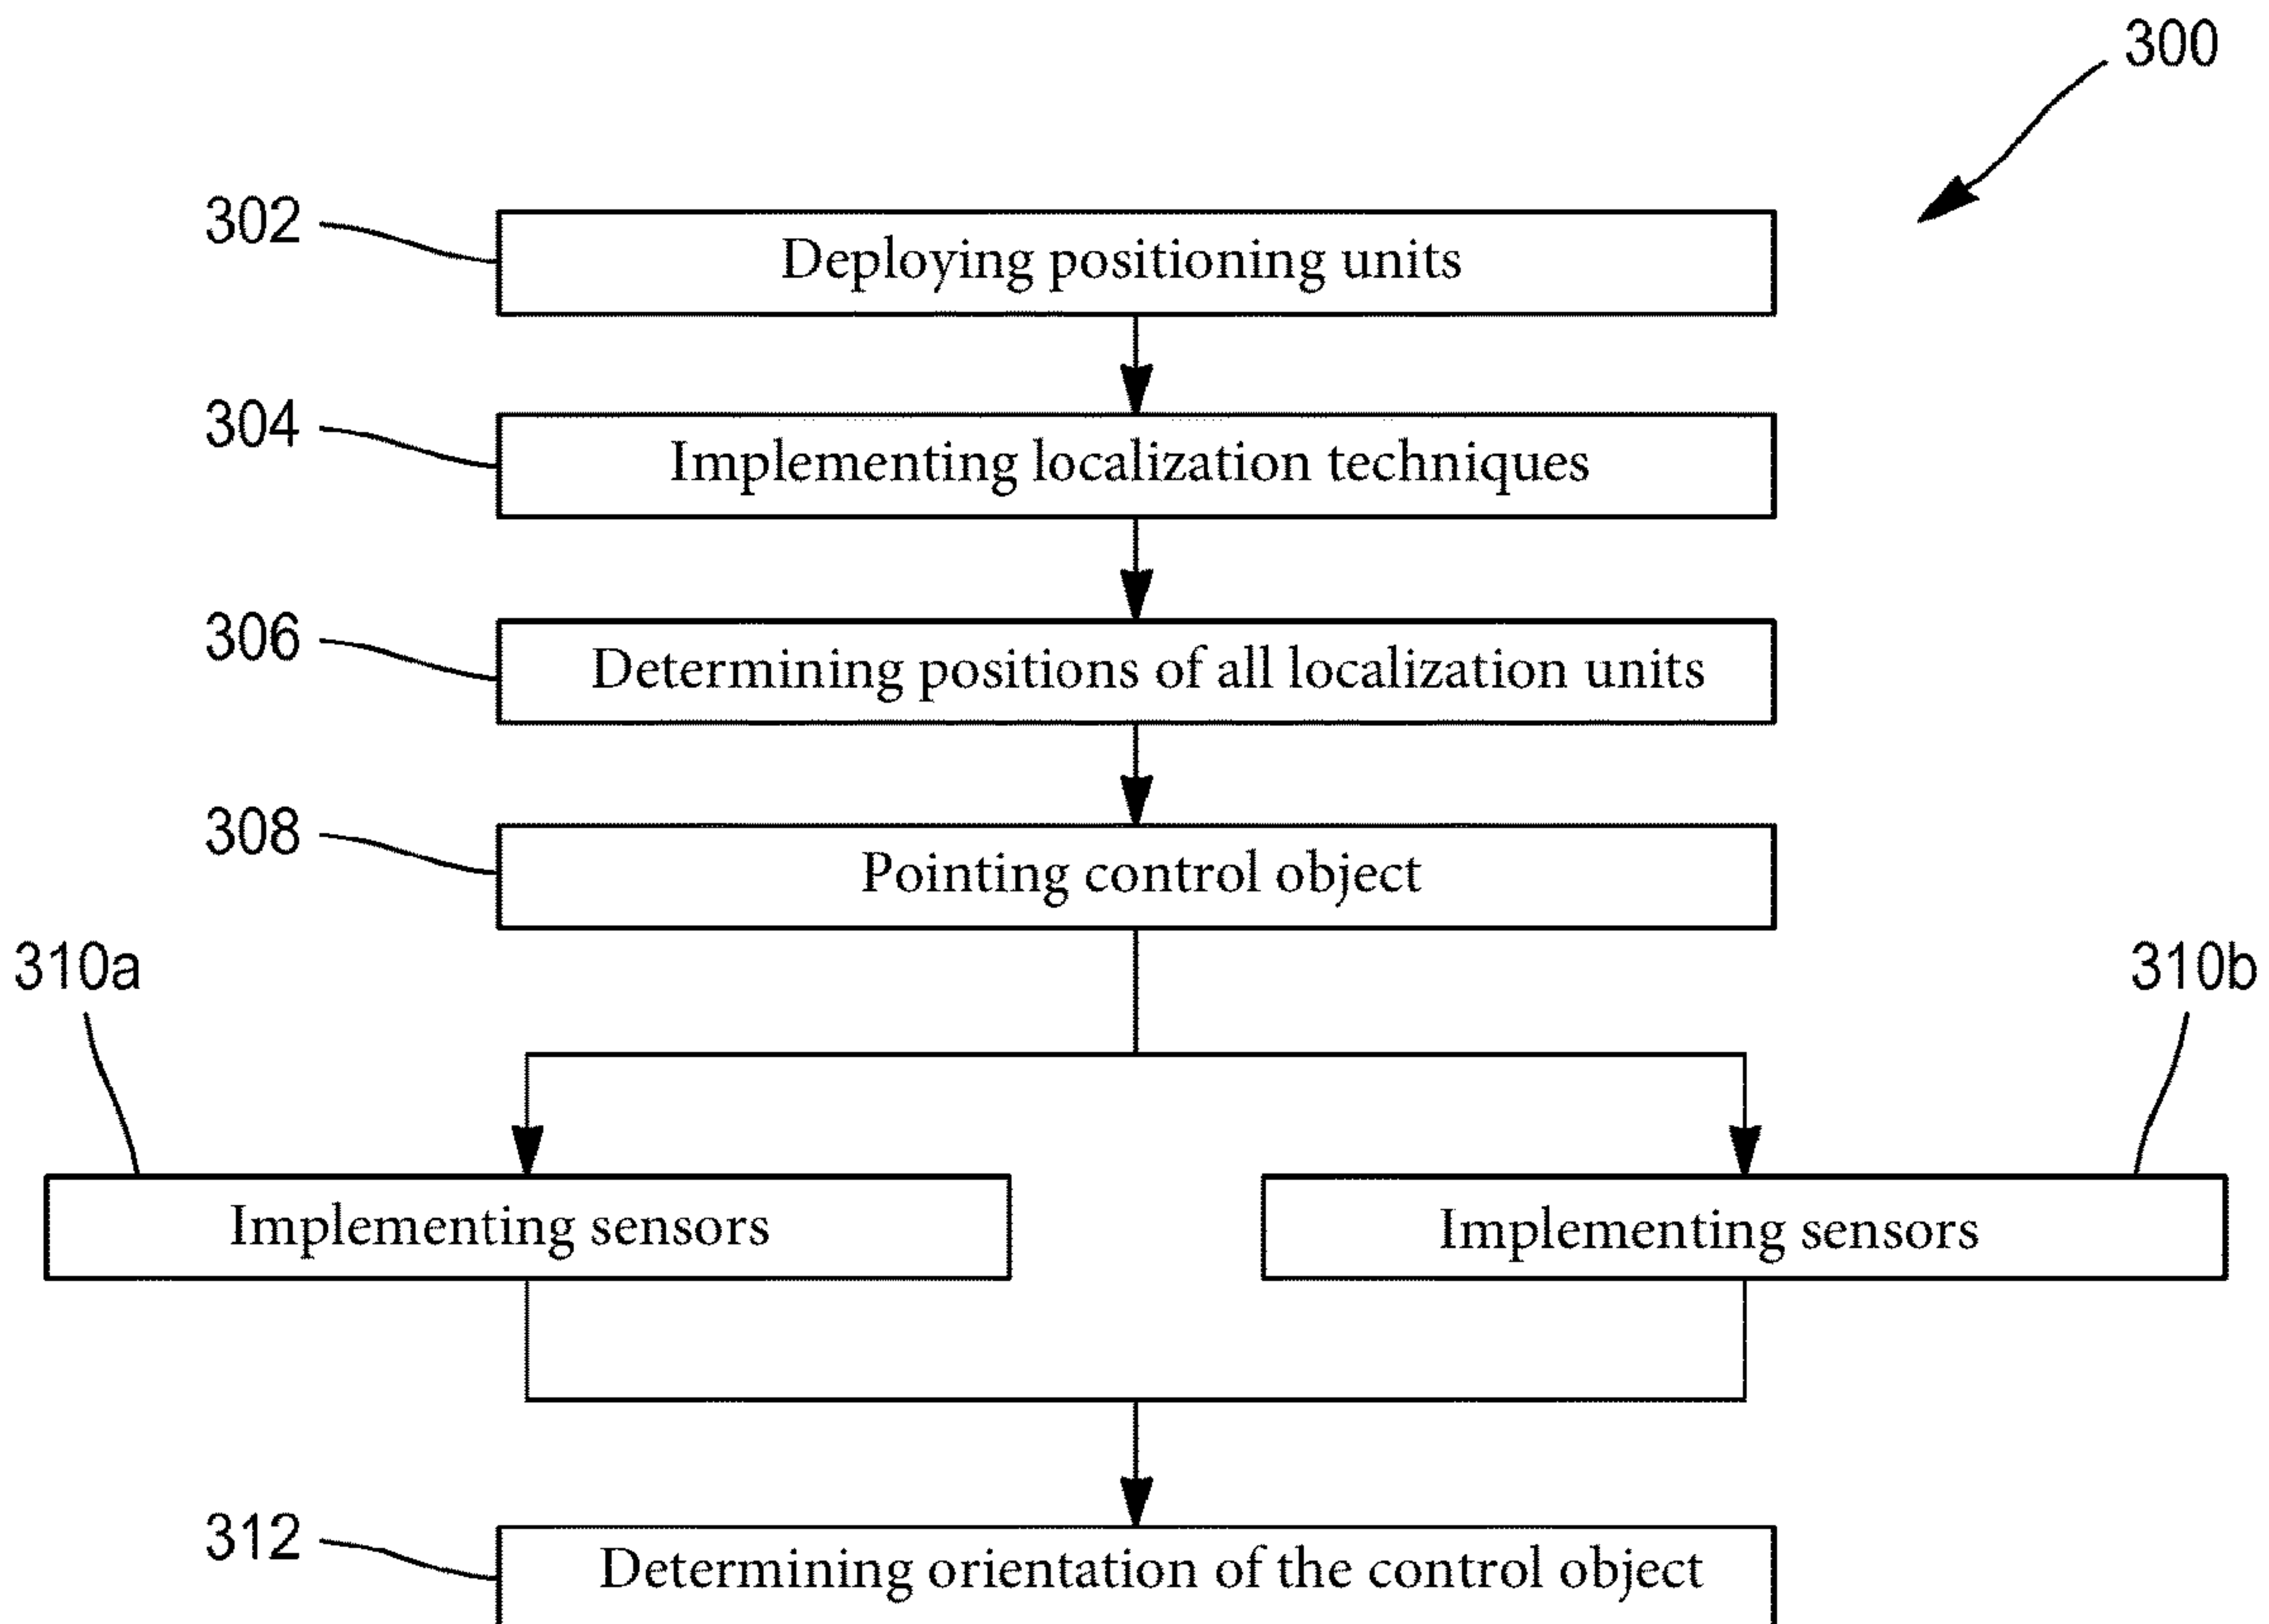 300
302
Deploying positioning units
304
Implementing localization techniques
306
Determining positions of all localization units
308
Pointing control object
310a
310b
Implementing sensors
Implementing sensors
312
Determining orientation of the control object